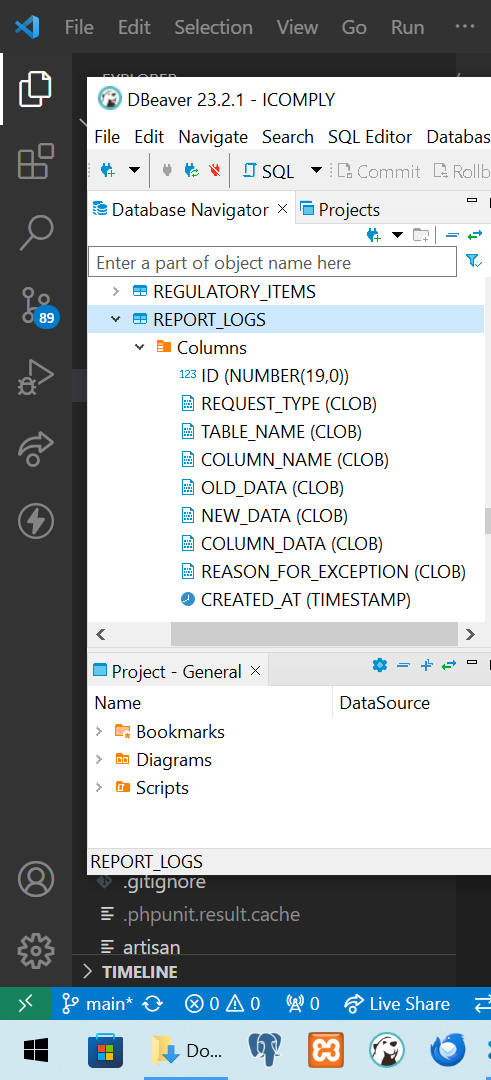 File Edit Selection View Go Run ...
DBeaver 23.2.1 - ICOMPLY
File Edit Navigate Search SQL Editor Databas
SQL Commit Rollb
Database Navigator Projects
Enter a part of object name here
REGULATORY_ITEMS
REPORT_LOGS
Columns
123 ID (NUMBER(19,0))
REQUEST_TYPE (CLOB)
TABLE_NAME (CLOB)
COLUMN_NAME (CLOB)
OLD_DATA (CLOB)
89
NEW_DATA (CLOB)
COLUMN_DATA (CLOB)
REASON_FOR_EXCEPTION (CLOB)
CREATED_AT (TIMESTAMP)
Project - General
Name DataSource
Bookmarks
Diagrams
Scripts
REPORT_LOGS
.gitignore
.phpunit.result.cache
artisan
TIMELINE
main* 0 0 0 Live Share
Do...